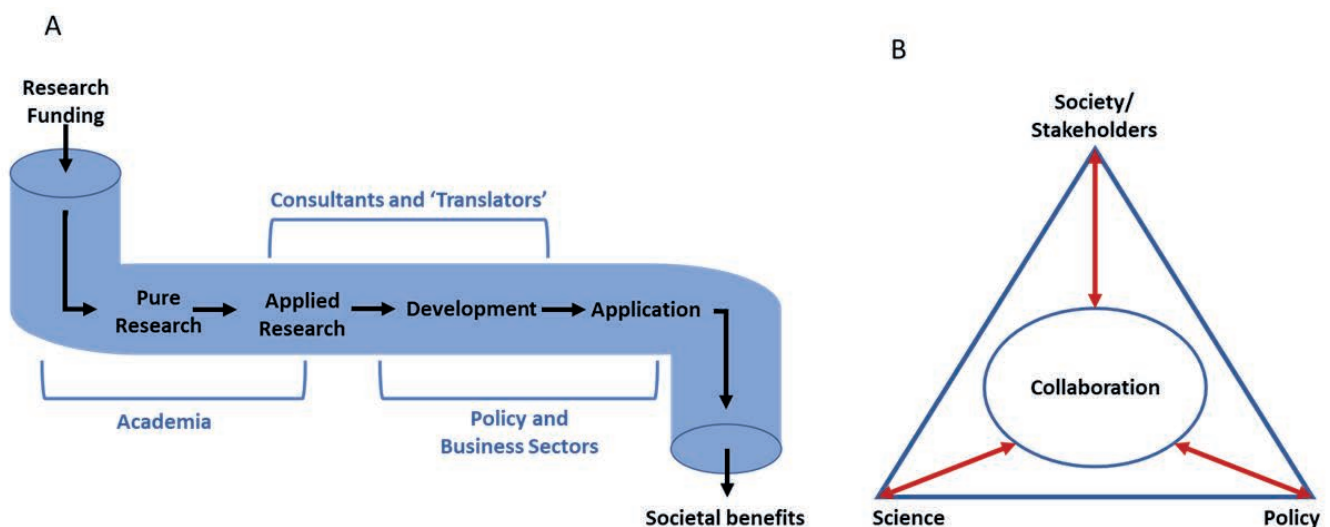 A
Research
Funding
Consultants and 'Translators'
Pure
Research
Applied
Research
Development
Application
Academia
Policy and
Business Sectors
Societal benefits
B
Society/
Stakeholders
Collaboration
Science
Policy